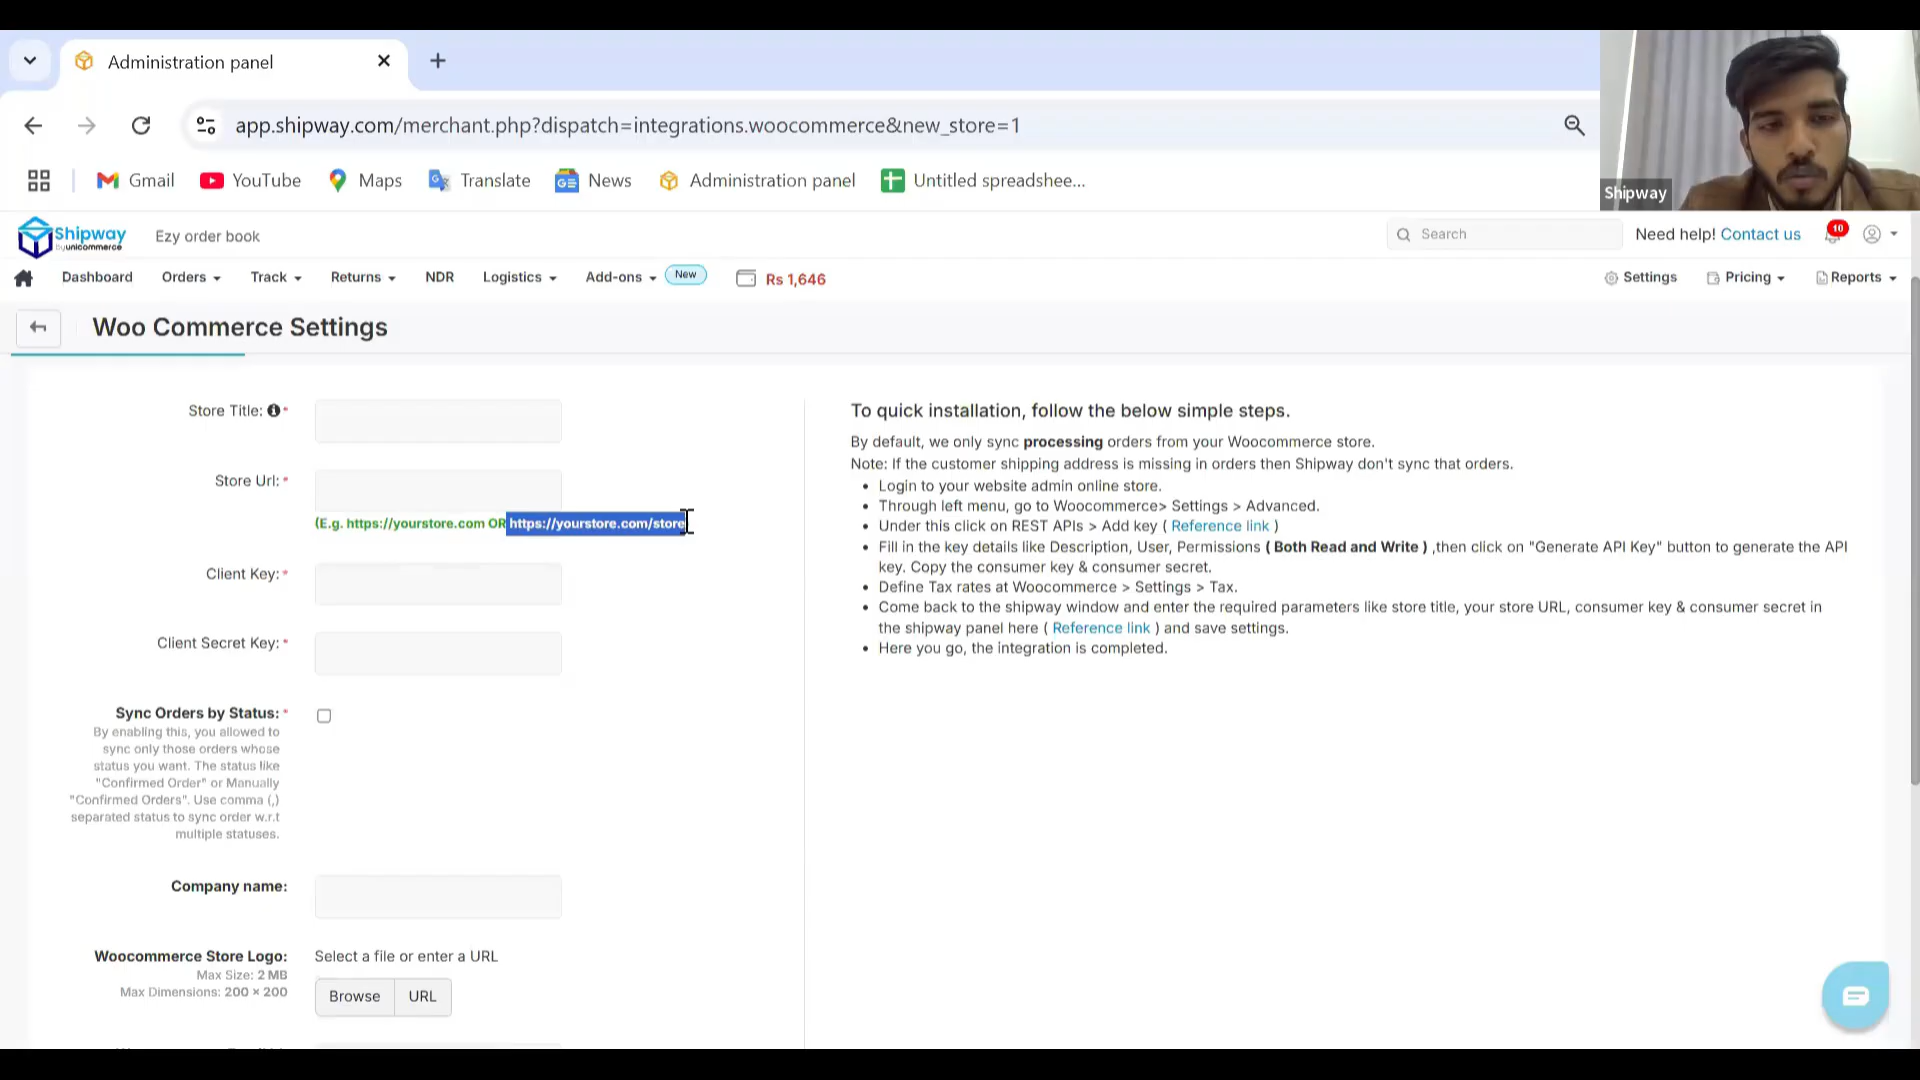 Administration panel
app.shipway.com/merchant.php?dispatch=integrations.woocommerce&new_store=1
Gmail
YouTube
Maps
Translate
News
Administration panel
Untitled spreadshee...
Shipway
Shipway
by unicommerce
Ezy order book
Search
Need help! Contact us
10
Dashboard
Orders
Track
Returns
NDR
Logistics
Add-ons
New
Rs 1,646
Settings
Pricing
Reports
Woo Commerce Settings
Store Title: *
Store Url: *
(E.g. https://yourstore.com OR https://yourstore.com/store
Client Key: *
Client Secret Key: *
Sync Orders by Status: *
By enabling this, you allowed to
sync only those orders whose
status you want. The status like
"Confirmed Order" or Manually
"Confirmed Orders". Use comma (,)
separated status to sync order w.r.t
multiple statuses.
Company name:
Woocommerce Store Logo:
Max Size: 2 MB
Max Dimensions: 200 × 200
Select a file or enter a URL
Browse
URL
To quick installation, follow the below simple steps.
By default, we only sync processing orders from your Woocommerce store.
Note: If the customer shipping address is missing in orders then Shipway don't sync that orders.
• Login to your website admin online store.
• Through left menu, go to Woocommerce> Settings > Advanced.
• Under this click on REST APIs > Add key ( Reference link )
• Fill in the key details like Description, User, Permissions ( Both Read and Write ) ,then click on "Generate API Key" button to generate the API
key. Copy the consumer key & consumer secret.
• Define Tax rates at Woocommerce > Settings > Tax.
• Come back to the shipway window and enter the required parameters like store title, your store URL, consumer key & consumer secret in
the shipway panel here ( Reference link ) and save settings.
• Here you go, the integration is completed.